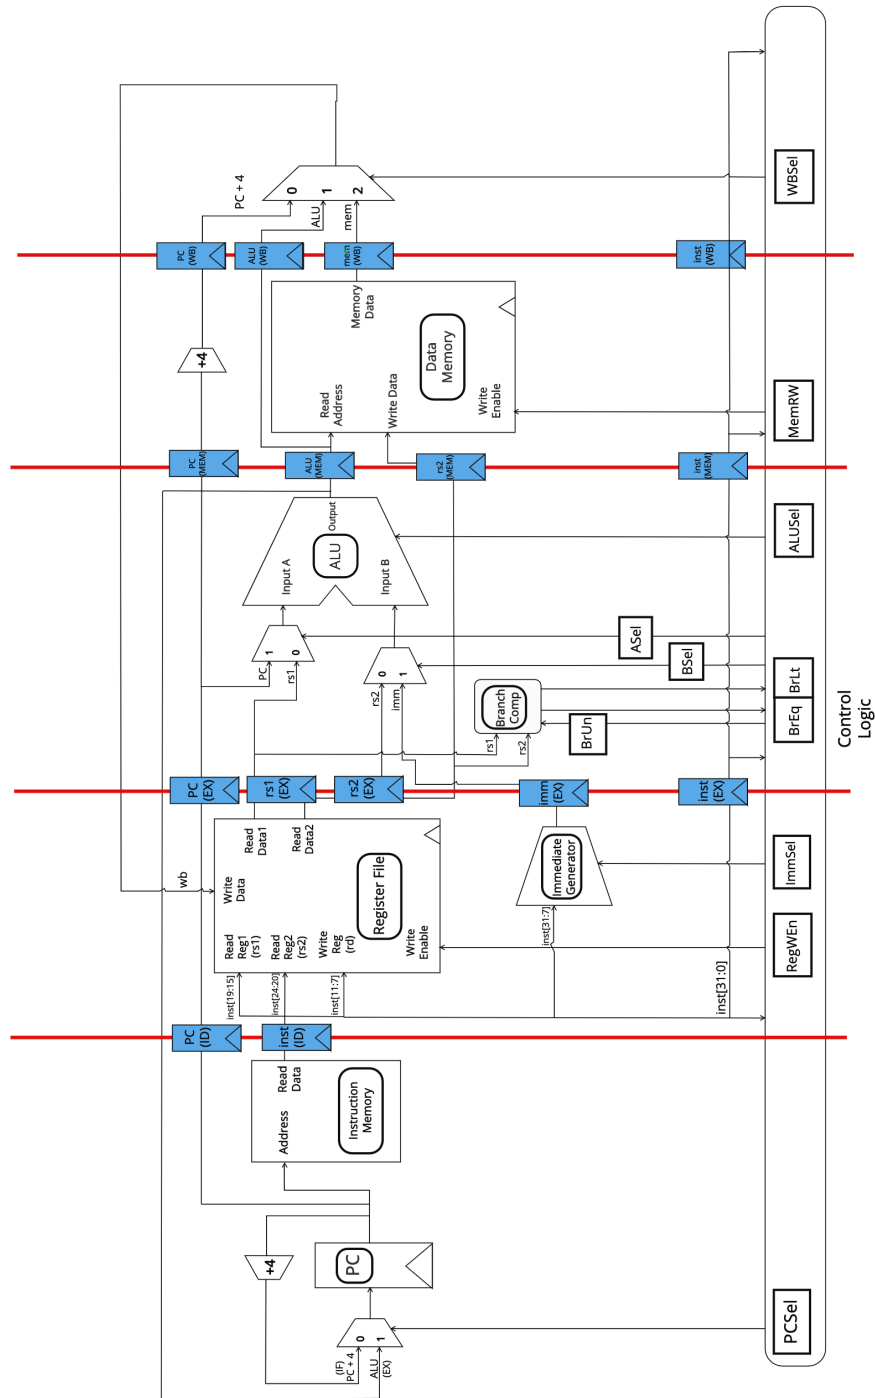 (IF)
PC + 4
ALU
(EX)
0
1
+4
PC
Address
Read
Data
Instruction
Memory
PC
(ID)
inst
(ID)
inst[19:15]
inst[24:20]
inst[11:7]
inst[31:7]
inst[31:0]
wb
Write
Data
Read
Reg1
(rs1)
Read
Reg2
(rs2)
Write
Reg
(rd)
Write
Enable
Read
Data1
Read
Data2
Register File
Immediate
Generator
PC
(EX)
rs1
(EX)
rs2
(EX)
imm
(EX)
inst
(EX)
PC
rs1
1
0
rs2
imm
0
1
rs1
rs2
Branch
Comp
Input A
Input B
ALU
Output
PC
(MEM)
ALU
(MEM)
rs2
(MEM)
inst
(MEM)
+4
Read
Address
Write Data
Write
Enable
Data
Memory
Memory
Data
PC
(WB)
ALU
(WB)
mem
(WB)
inst
(WB)
PC + 4
ALU
mem
0
1
2
PCSel
RegWEn
ImmSel
BrUn
BrEq
BrLt
BSel
ASel
ALUSel
MemRW
WBSel
Control
Logic